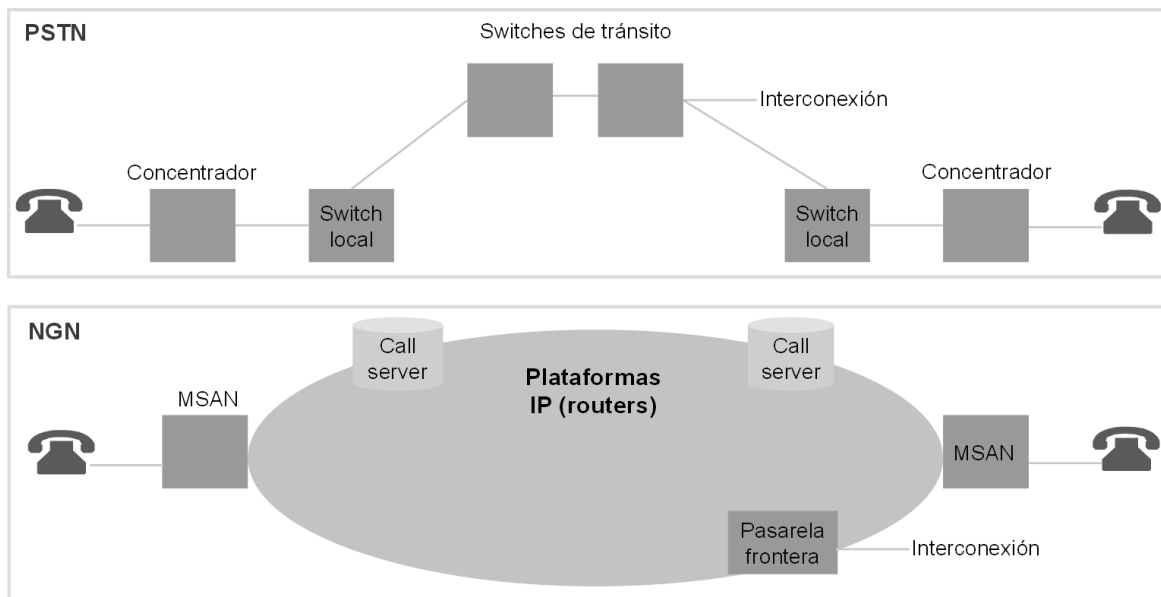 PSTN
Switches de tránsito
Interconexión
Concentrador
Concentrador
Switch
local
Switch
local
NGN
Call
server
Call
server
Plataformas
IP (routers)
MSAN
MSAN
Pasarela
frontera
Interconexión